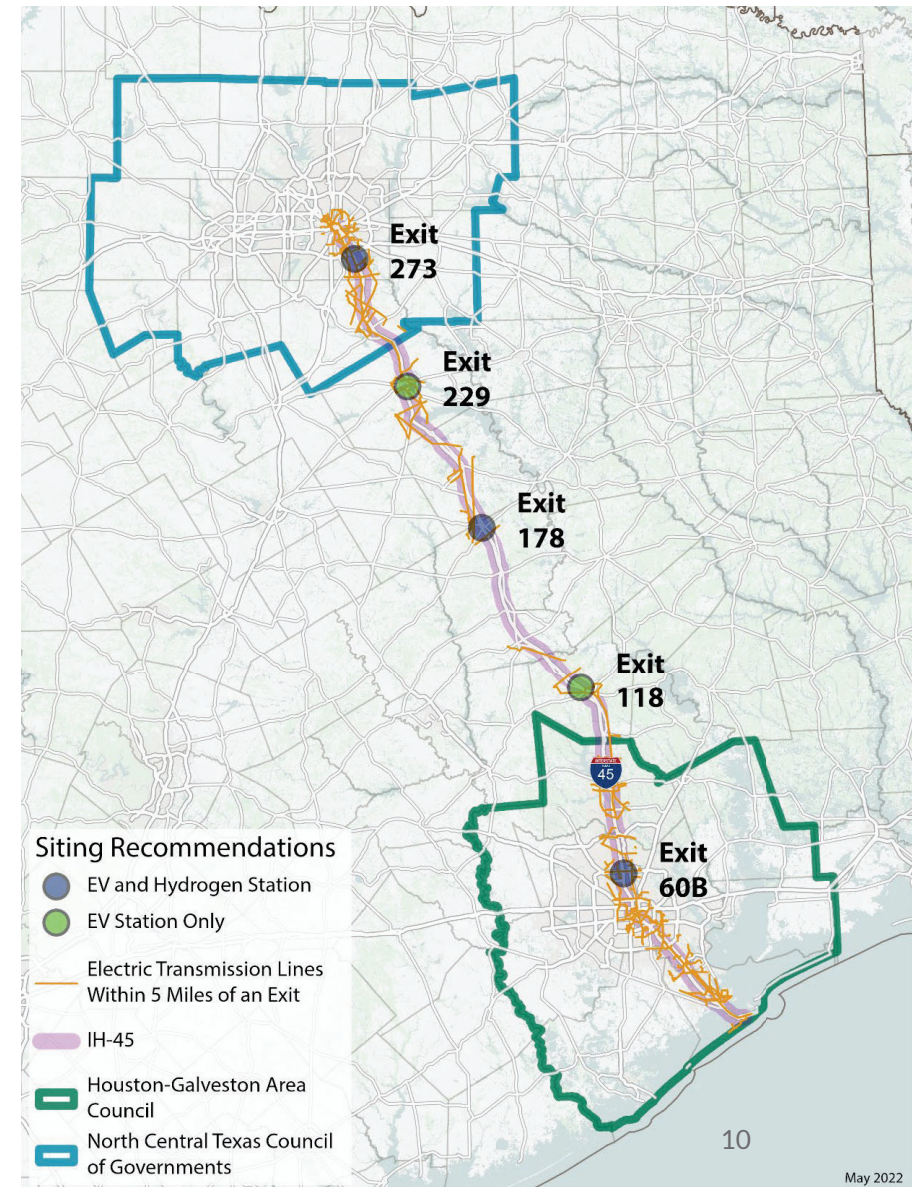 Exit
273
Exit
229
Exit
178
Exit
118
INTERSTATE
45
Exit
60B
Siting Recommendations
EV and Hydrogen Station
EV Station Only
Electric Transmission Lines
Within 5 Miles of an Exit
IH-45
Houston-Galveston Area
Council
North Central Texas Council
of Governments
10
May 2022